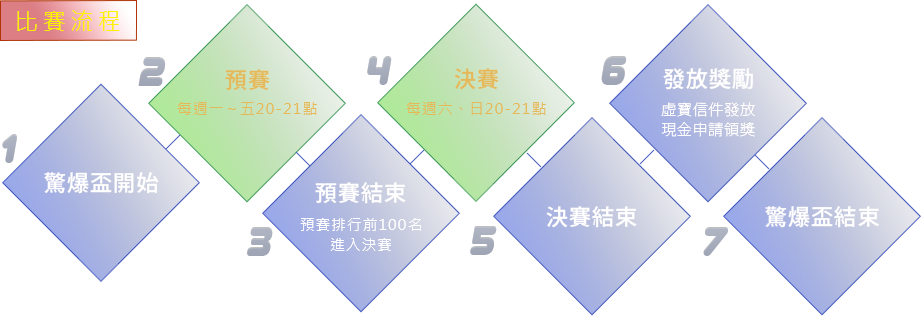 比賽流程
1
驚爆盃開始
2
預賽
每週一~五20-21點
3
預賽結束
預賽排行前100名
進入決賽
4
決賽
每週六、日20-21點
5
決賽結束
6
發放獎勵
虛寶信件發放
現金申請領獎
7
驚爆盃結束